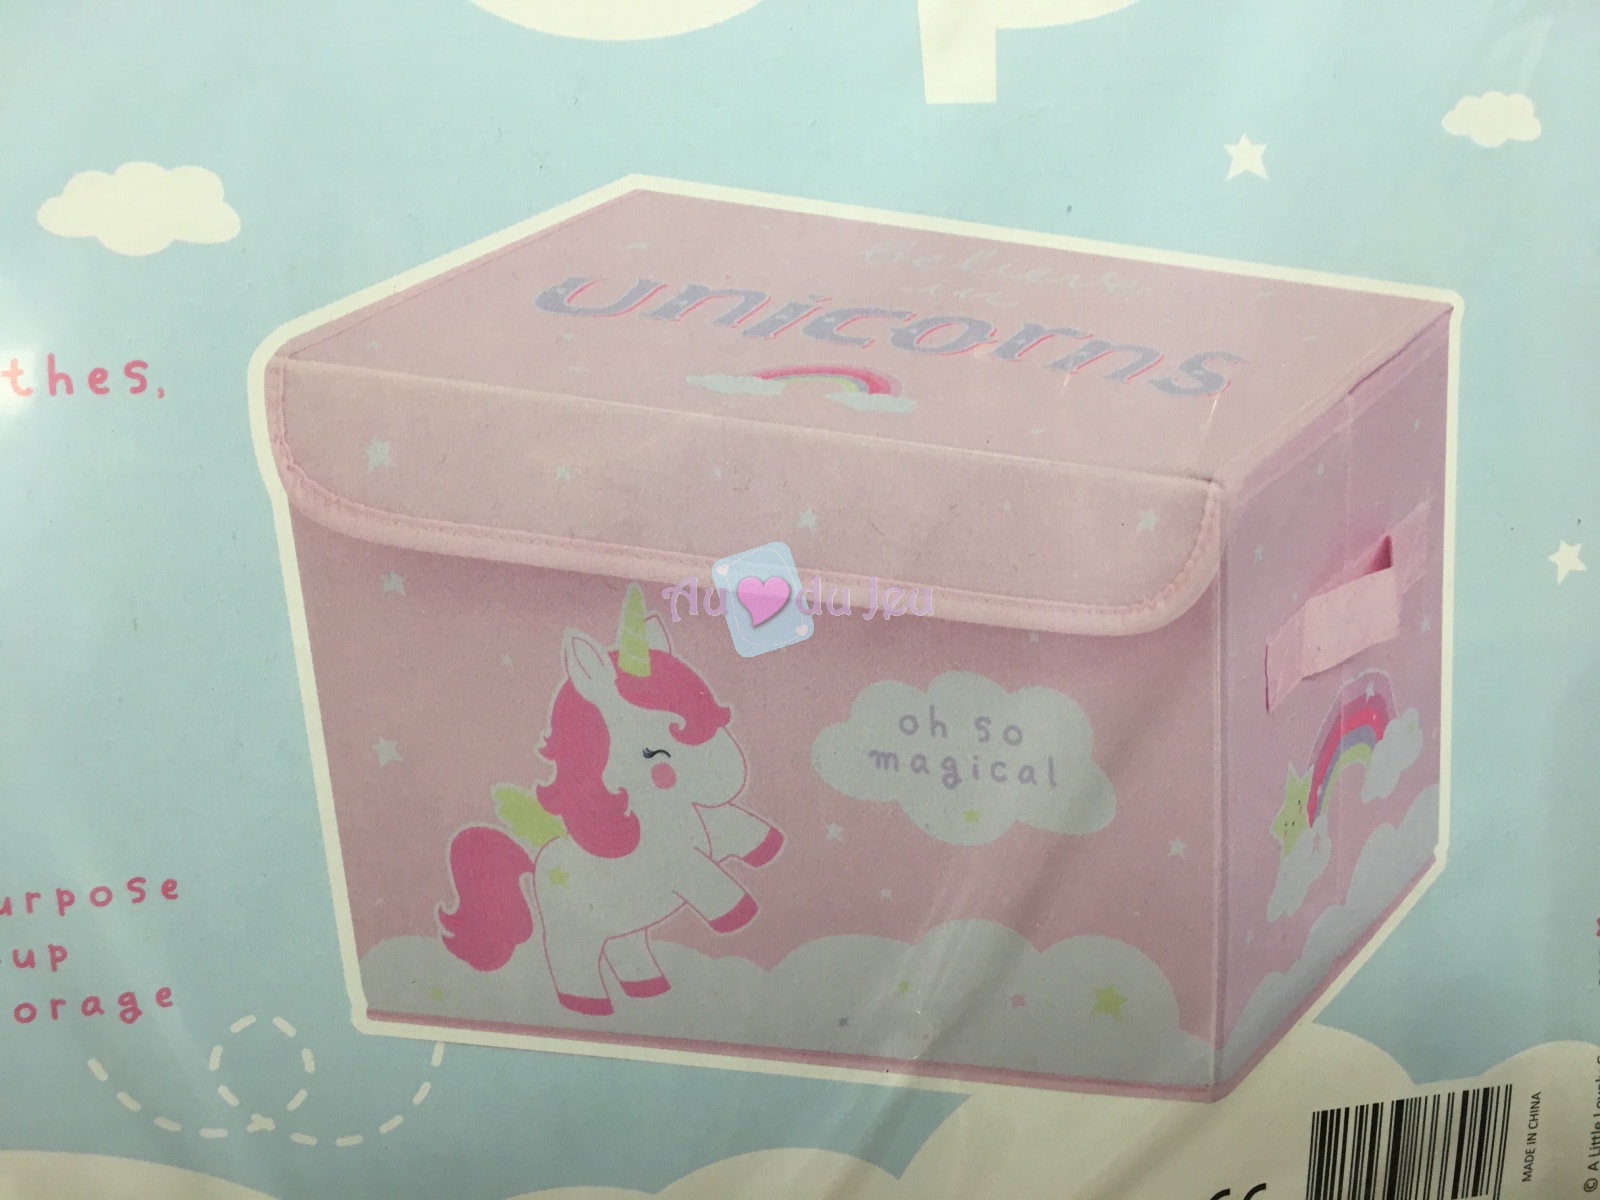 thes,
urpose
up
orage
believe
in
unicorns
Au du Jeu
oh so
magical
MADE IN CHINA